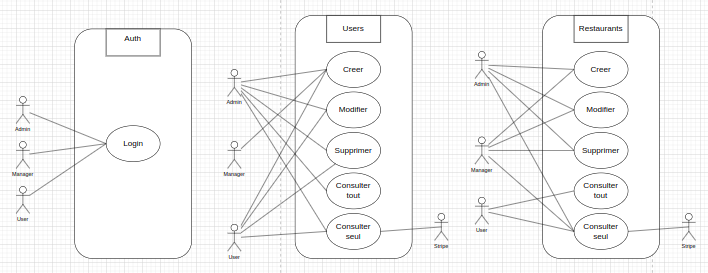 Auth
Admin
Manager
User
Login
Users
Admin
Manager
User
Creer
Modifier
Supprimer
Consulter
tout
Consulter
seul
Stripe
Restaurants
Admin
Manager
User
Creer
Modifier
Supprimer
Consulter
tout
Consulter
seul
Stripe